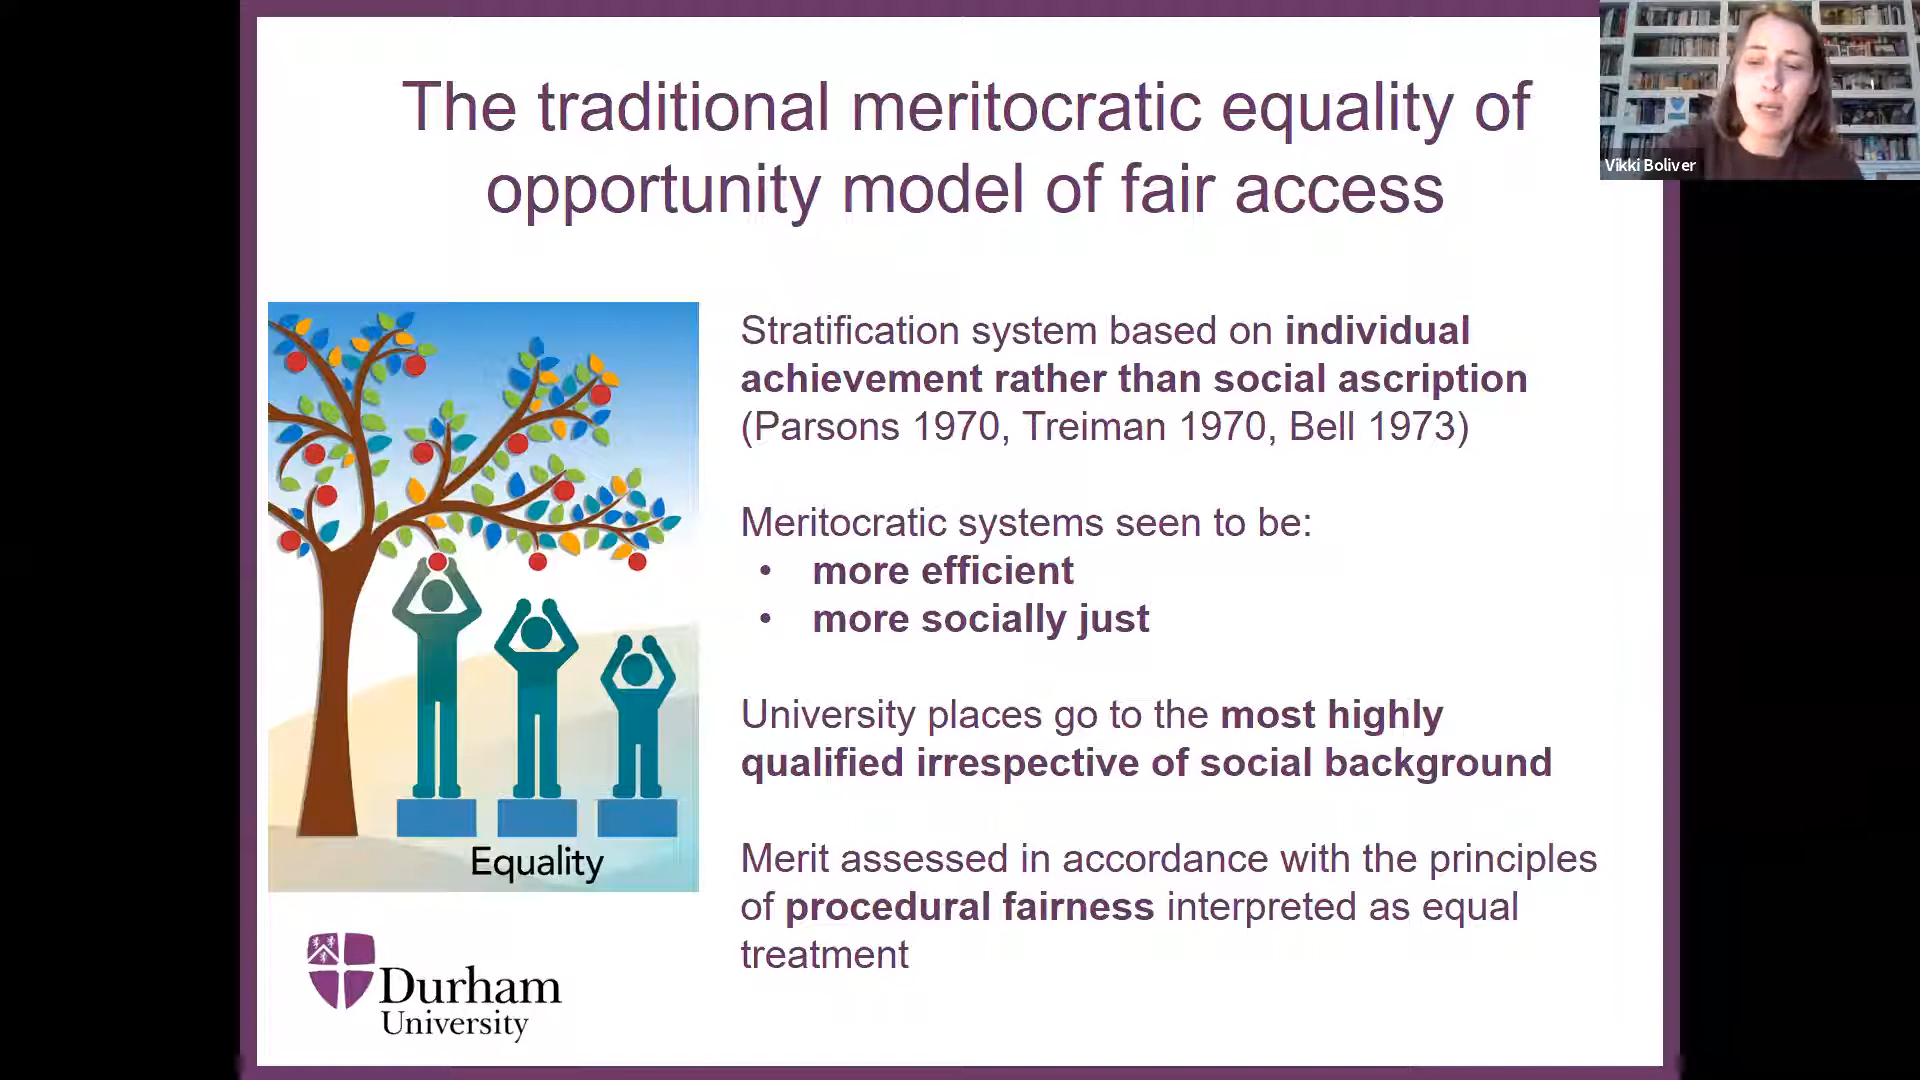 The traditional meritocratic equality of
opportunity model of fair access
Vikki Boliver
Stratification system based on individual
achievement rather than social ascription
(Parsons 1970, Treiman 1970, Bell 1973)
Meritocratic systems seen to be:
• more efficient
• more socially just
University places go to the most highly
qualified irrespective of social background
Merit assessed in accordance with the principles
of procedural fairness interpreted as equal
treatment
Equality
Durham
University